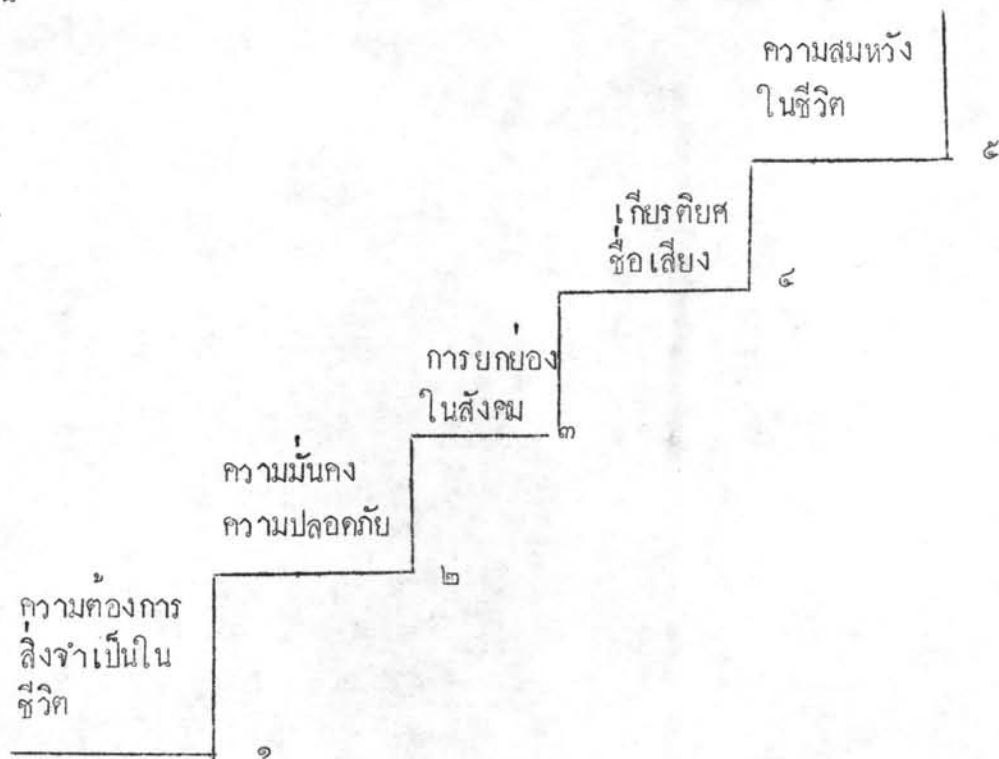 ความสมหวัง
ในชีวิต
๕
เกียรติยศ
ชื่อเสียง
๔
การยกย่อง
ในสังคม
๓
ความมั่นคง
ความปลอดภัย
๒
ความต้องการ
สิ่งจำเป็นใน
ชีวิต
๑